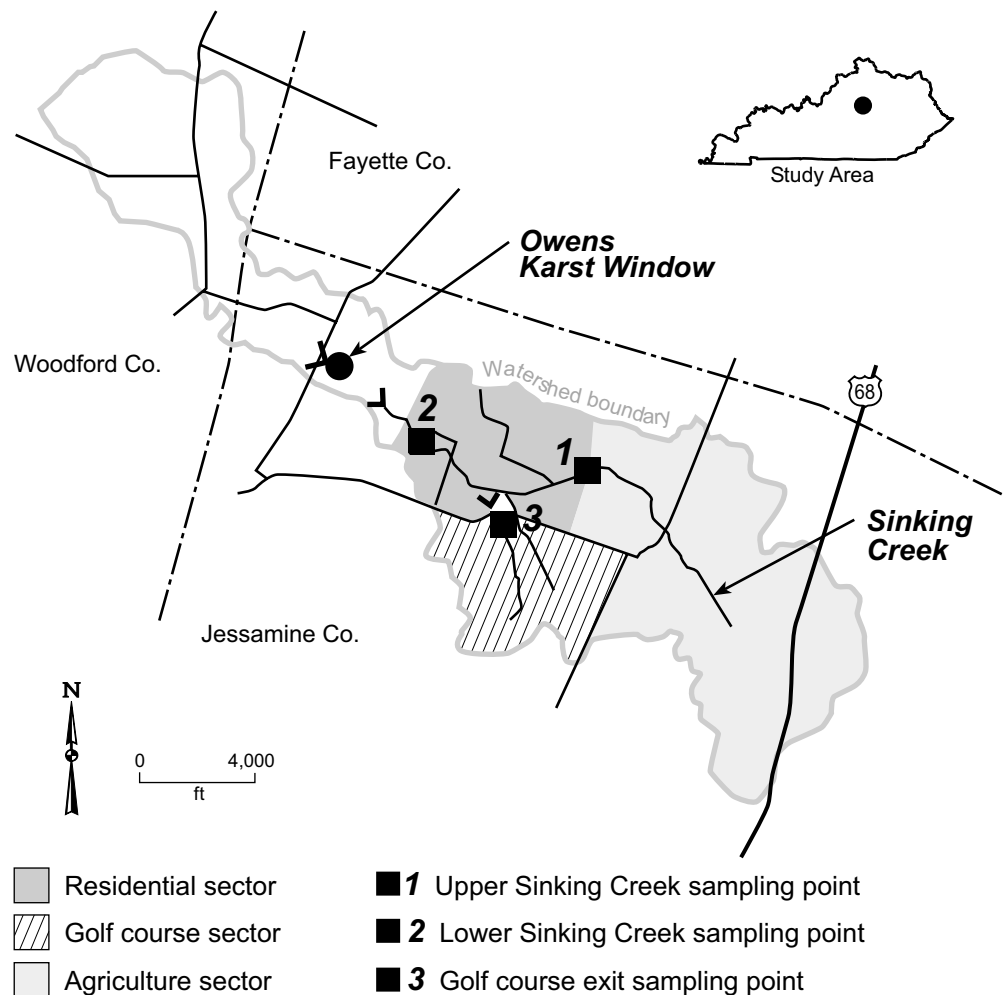 Fayette Co.
Study Area
Owens
Karst Window
Woodford Co.
Watershed boundary
68
2
1
3
Sinking
Creek
Jessamine Co.
N
0 4,000
ft
Residential sector
Golf course sector
Agriculture sector
1 Upper Sinking Creek sampling point
2 Lower Sinking Creek sampling point
3 Golf course exit sampling point